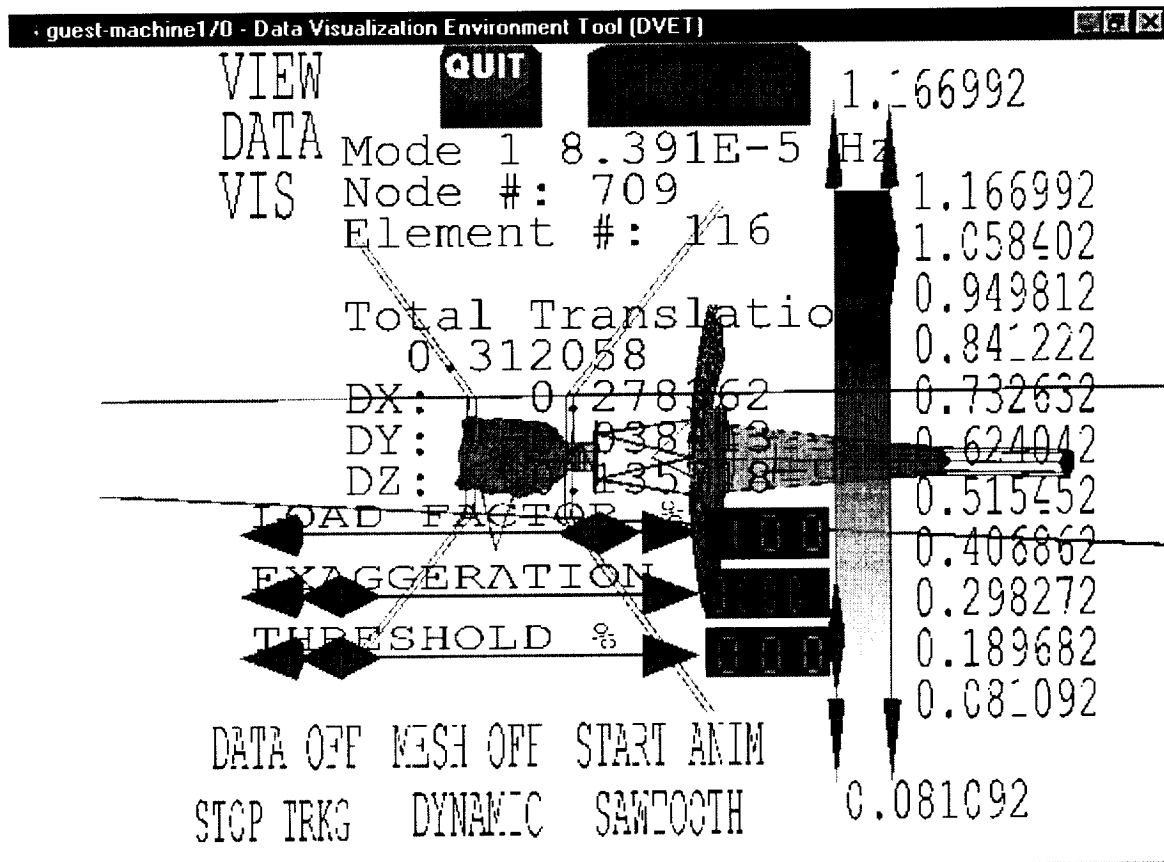 guest-machine1/0 - Data Visualization Environment Tool (DVET)
VIEW
QUIT
1.166992
DATA
Mode 1 8.391E-5 Hz
VIS
Node #: 709
1.166992
Element #: 116
1.058402
0.949812
Total Translatio
0.312058
0.841222
DX:
0.732632
DY:
0.624042
DZ:
0.515452
LOAD FACTOR %
100
0.406862
EXAGGERATION
0.298272
THRESHOLD %
0.189682
0.081092
DATA OFF MESH OFF START ANIM
0.081092
STOP TRKG DYNAMIC SAWTOOTH